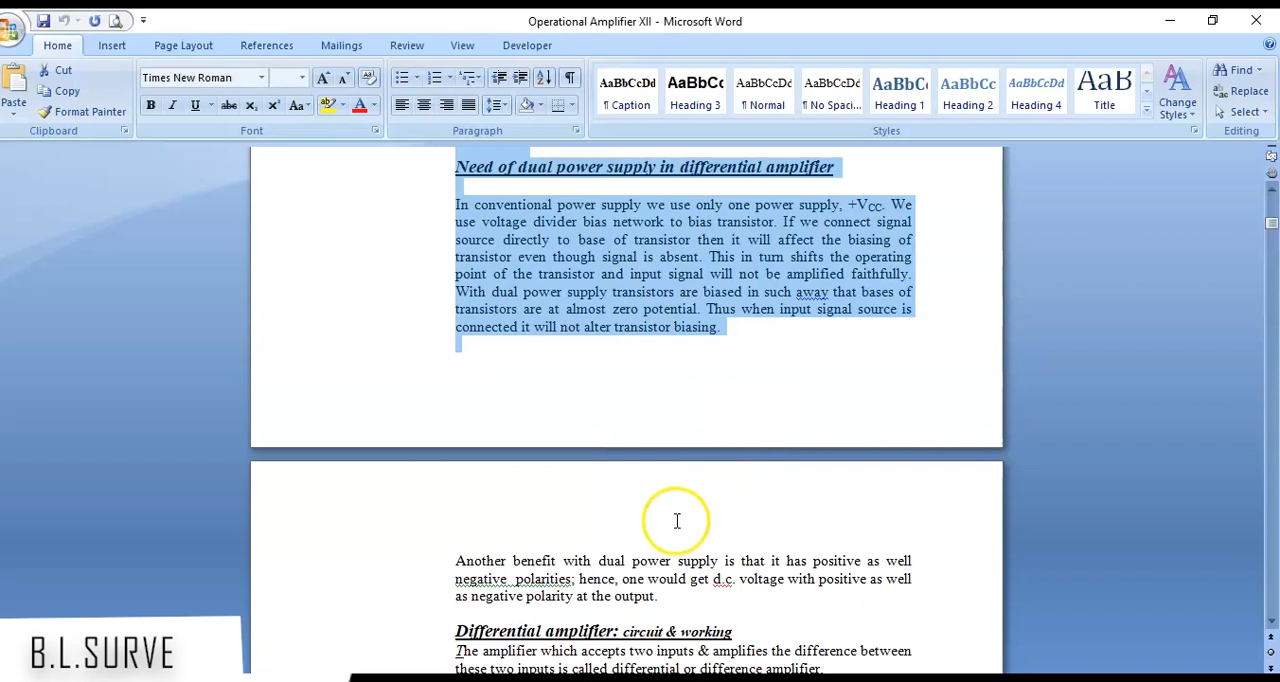 Operational Amplifier XII - Microsoft Word
Home Insert Page Layout References Mailings Review View Developer
Paste
Cut
Copy
Format Painter
Clipboard
Times New Roman
B I U abc X₂ X² Aa
Font
Paragraph
AaBbCcDd AaBbCc AaBbCcDd AaBbCcDd AaBbC AaBbCc AaBbCcDd AaB
¶ Caption Heading 3 ¶ Normal ¶ No Spaci... Heading 1 Heading 2 Heading 4 Title
Change
Styles
Styles
Find
Replace
Select
Editing
Need of dual power supply in differential amplifier
In conventional power supply we use only one power supply, +VCC. We
use voltage divider bias network to bias transistor. If we connect signal
source directly to base of transistor then it will affect the biasing of
transistor even though signal is absent. This in turn shifts the operating
point of the transistor and input signal will not be amplified faithfully.
With dual power supply transistors are biased in such away that bases of
transistors are at almost zero potential. Thus when input signal source is
connected it will not alter transistor biasing.
Another benefit with dual power supply is that it has positive as well
negative polarities; hence, one would get d.c. voltage with positive as well
as negative polarity at the output.
Differential amplifier: circuit & working
The amplifier which accepts two inputs & amplifies the difference between
these two inputs is called differential or difference amplifier.
B.L.SURVE